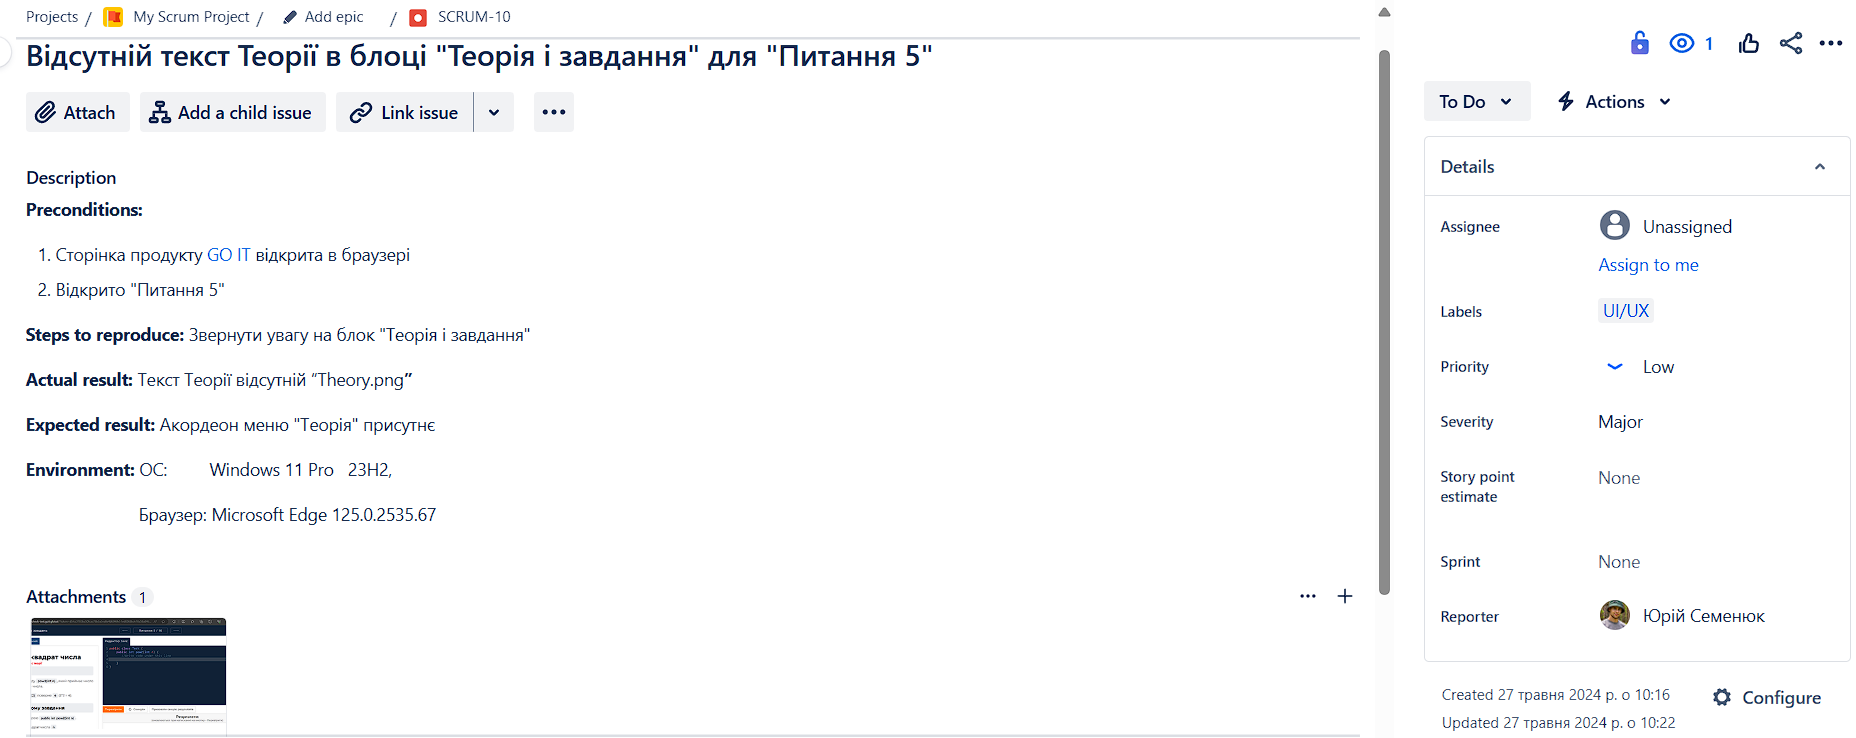 Projects / My Scrum Project / Add epic / SCRUM-10
Відсутній текст Теорії в блоці "Теорія і завдання" для "Питання 5"
Attach Add a child issue Link issue
Description
Preconditions:
1. Сторінка продукту GO IT відкрита в браузері
2. Відкрито "Питання 5"
Steps to reproduce: Звернути увагу на блок "Теорія і завдання"
Actual result: Текст Теорії відсутній “Theory.png”
Expected result: Акордеон меню "Теорія" присутнє
Environment: ОС: Windows 11 Pro 23H2,
Браузер: Microsoft Edge 125.0.2535.67
Attachments 1
квадрат числа
1
To Do Actions
Details
Assignee Unassigned
Assign to me
Labels UI/UX
Priority Low
Severity Major
Story point estimate None
Sprint None
Reporter Юрій Семенюк
Created 27 травня 2024 р. о 10:16
Updated 27 травня 2024 р. о 10:22
Configure